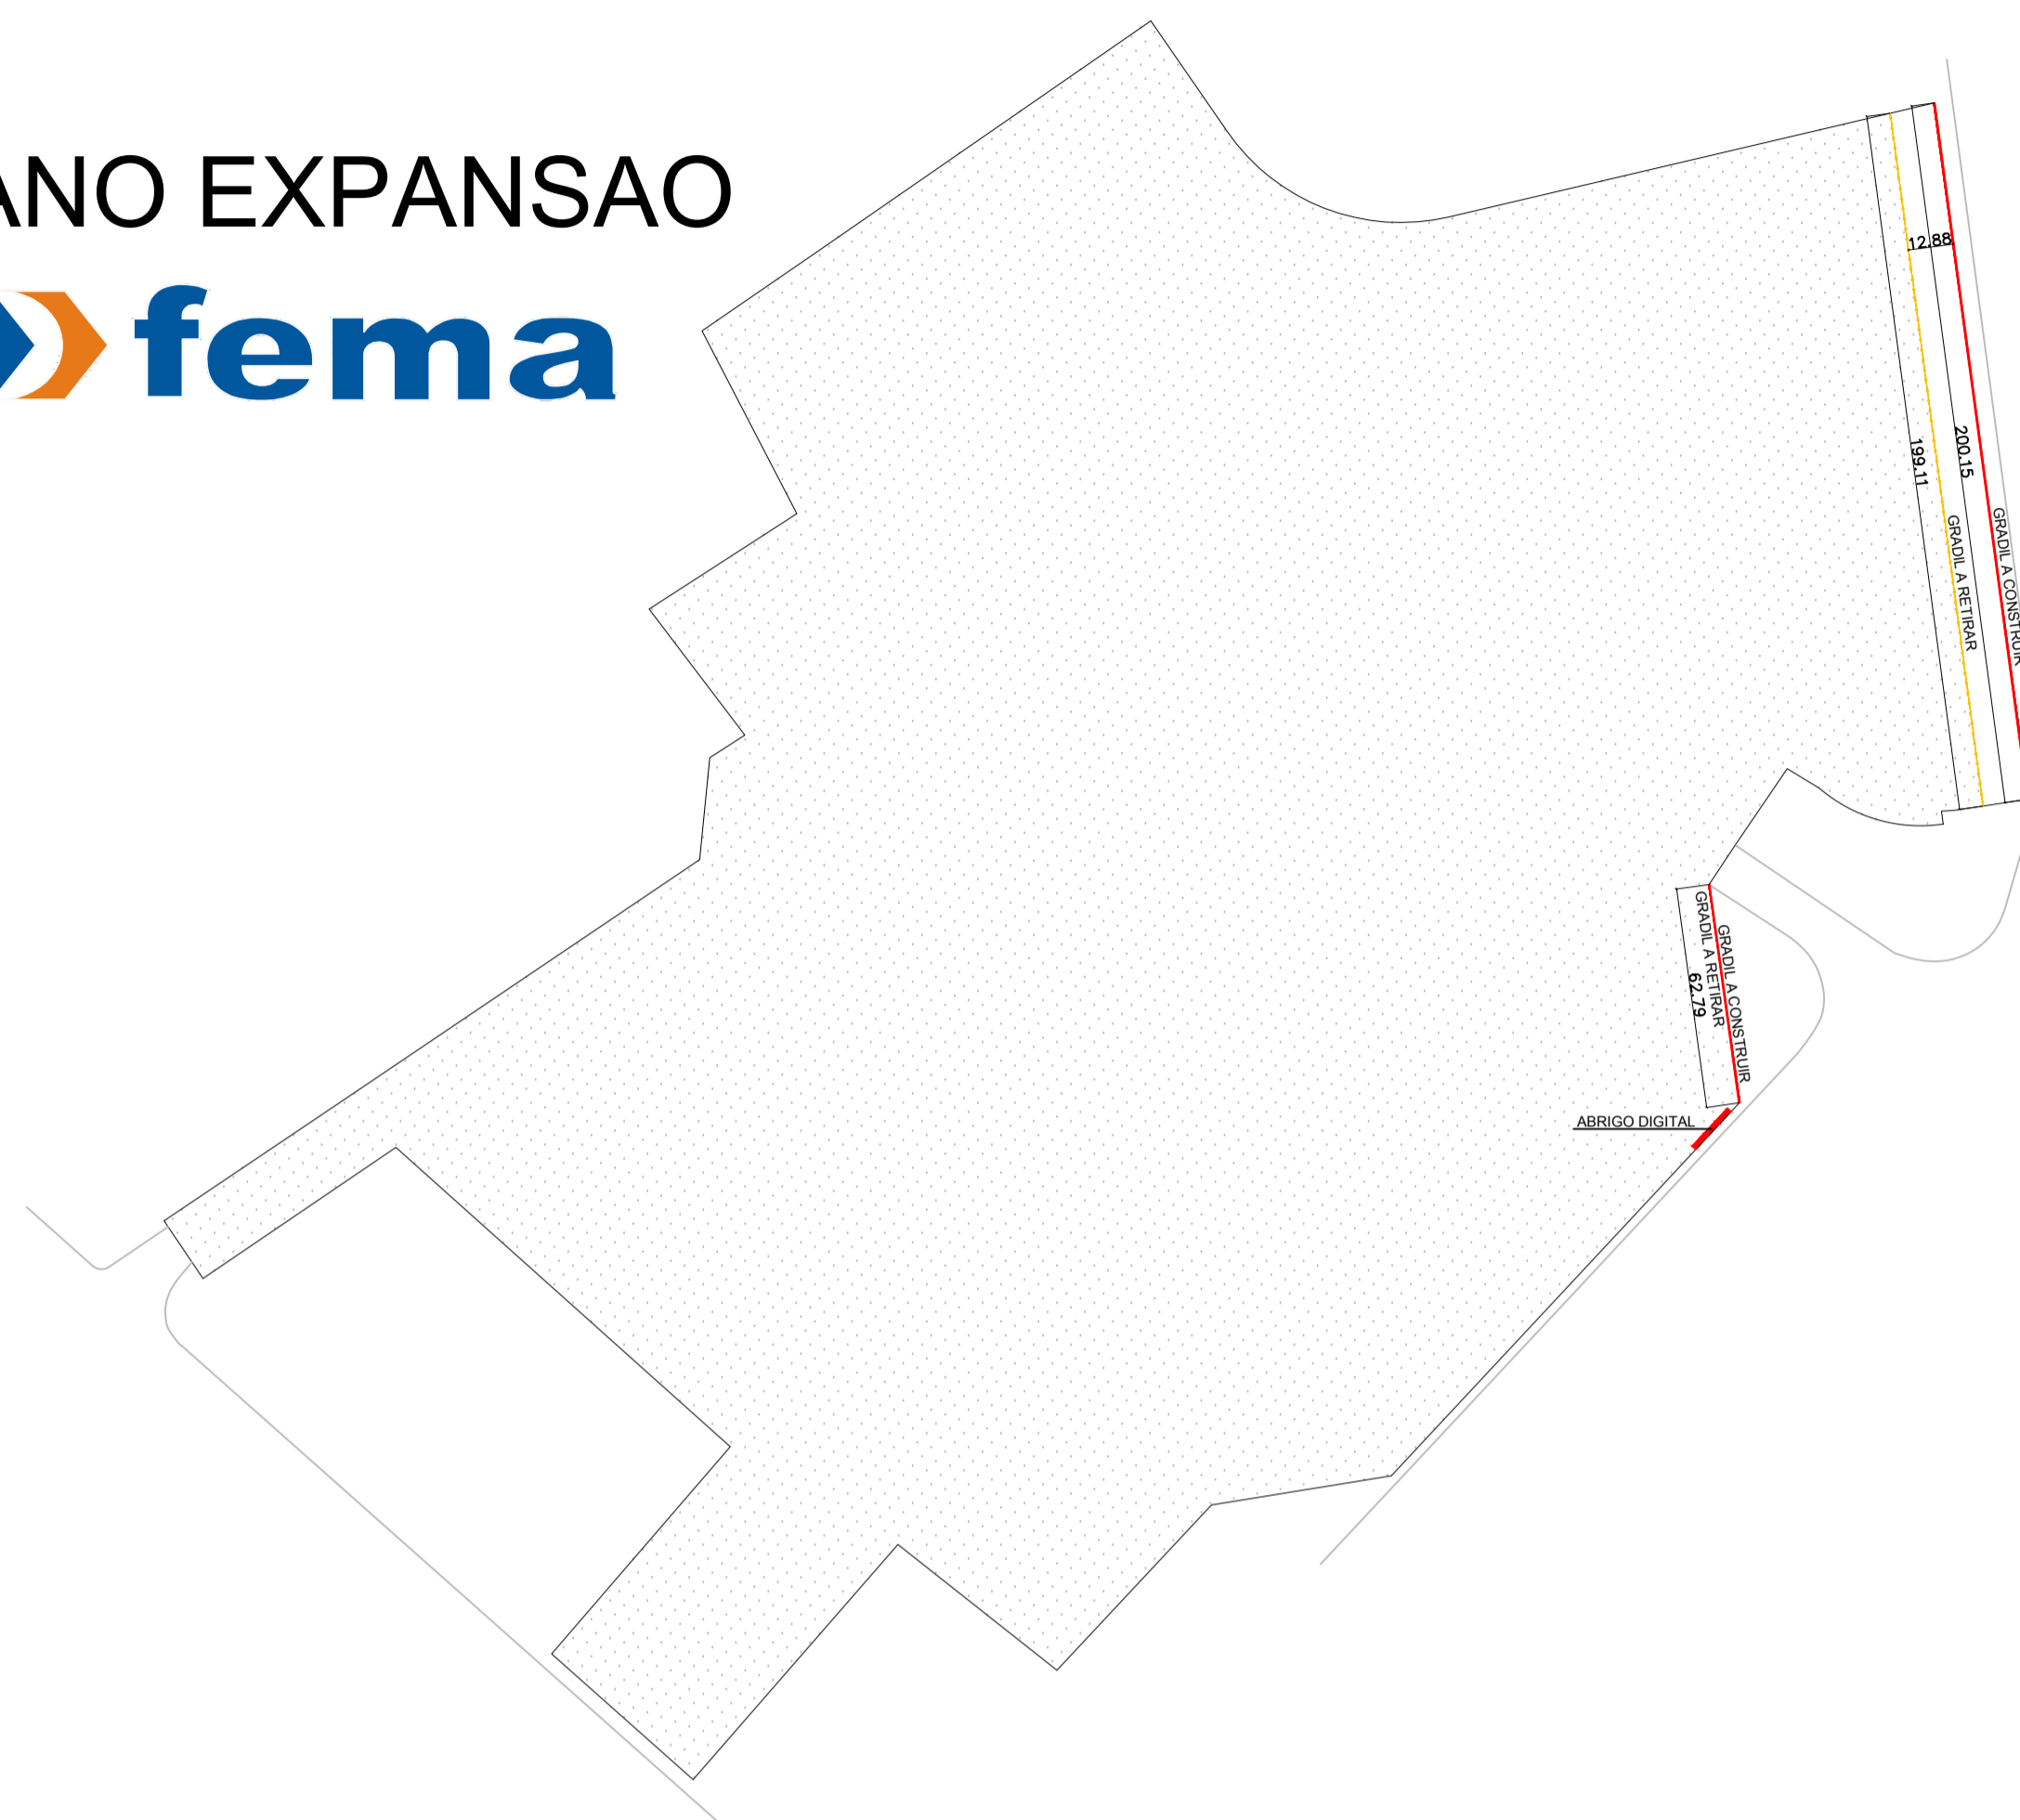 ANO EXPANSAO
fema
12.88
199.11
200.15
GRADIL A RETIRAR
GRADIL A CONSTRUIR
GRADIL A RETIRAR
GRADIL A CONSTRUIR
62.79
ABRIGO DIGITAL